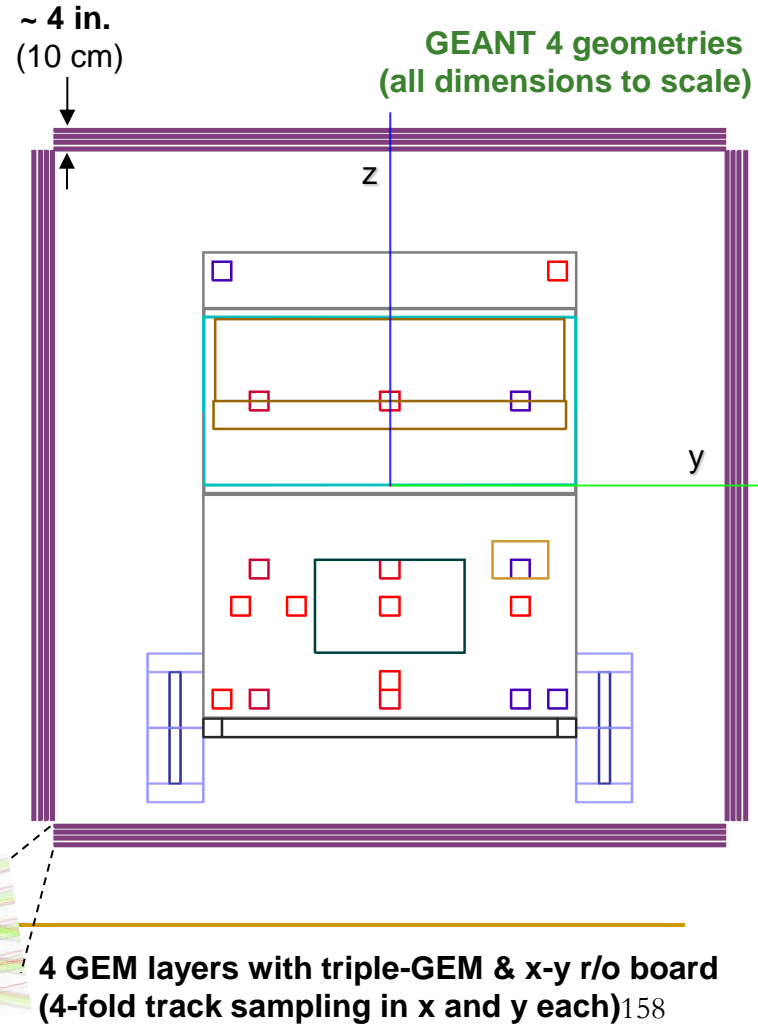 ~ 4 in.
(10 cm)
GEANT 4 geometries
(all dimensions to scale)
z
y
4 GEM layers with triple-GEM & x-y r/o board
(4-fold track sampling in x and y each)158